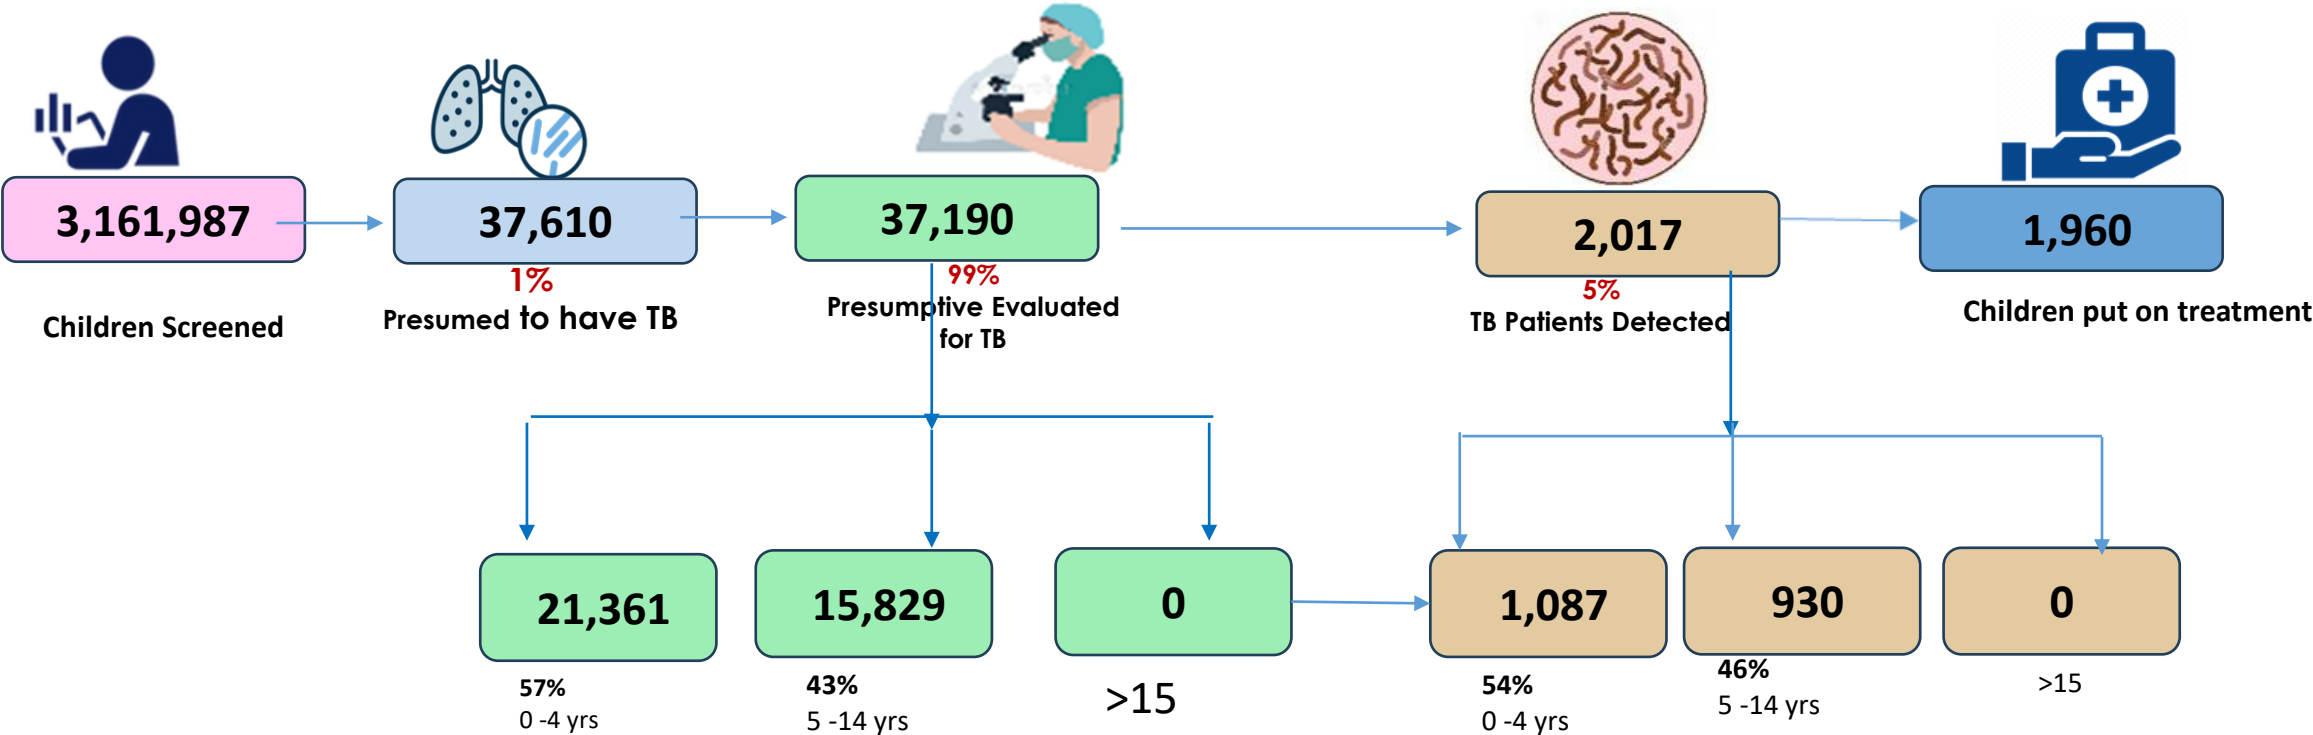 3,161,987
Children Screened
37,610
1%
Presumed to have TB
37,190
99%
Presumptive Evaluated
for TB
2,017
5%
TB Patients Detected
1,960
Children put on treatment
21,361
57%
0 -4 yrs
15,829
43%
5 -14 yrs
0
>15
1,087
54%
0 -4 yrs
930
46%
5 -14 yrs
0
>15